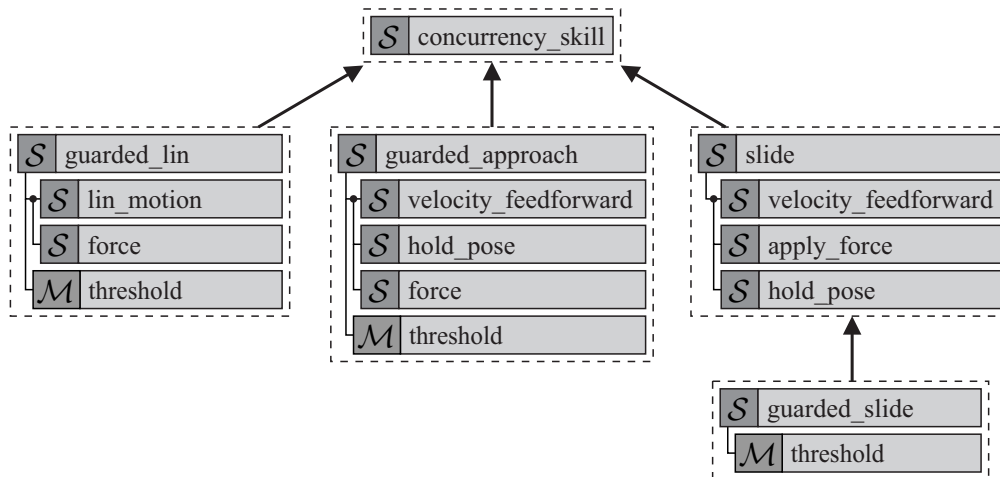 S concurrency_skill
S guarded_lin
S lin_motion
S force
M threshold
S guarded_approach
S velocity_feedforward
S hold_pose
S force
M threshold
S slide
S velocity_feedforward
S apply_force
S hold_pose
S guarded_slide
M threshold